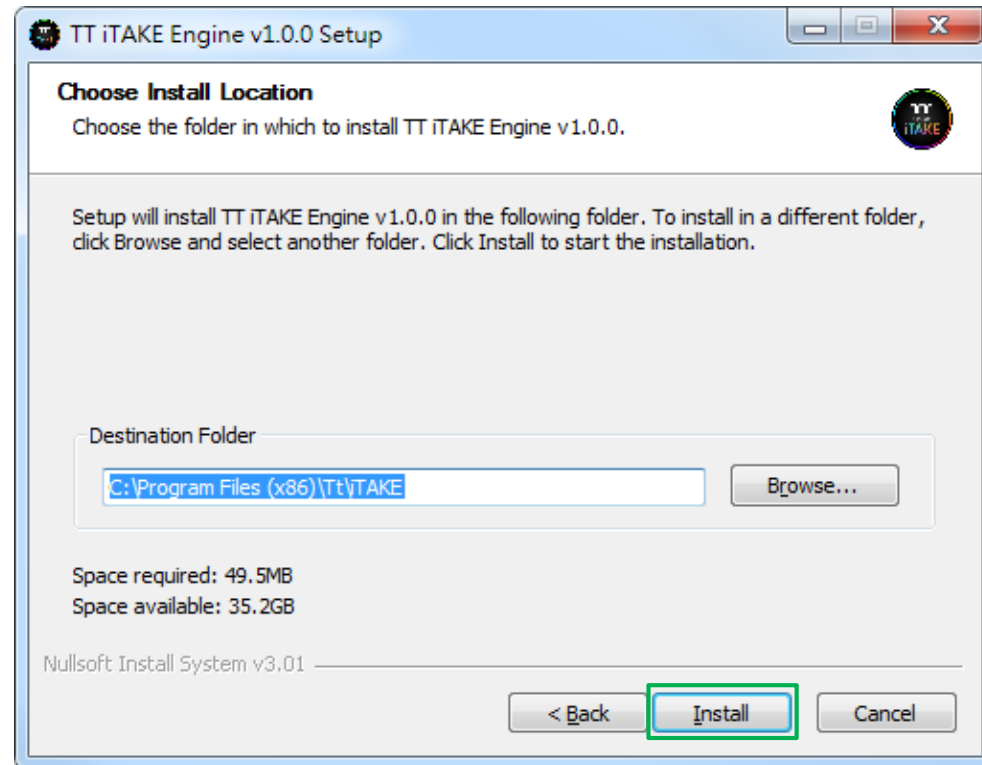 TT iTAKE Engine v1.0.0 Setup
Choose Install Location
Choose the folder in which to install TT iTAKE Engine v1.0.0.
TT
iTAKE
Setup will install TT iTAKE Engine v1.0.0 in the following folder. To install in a different folder,
click Browse and select another folder. Click Install to start the installation.
Destination Folder
C:\Program Files (x86)\Tt\iTAKE
Browse...
Space required: 49.5MB
Space available: 35.2GB
Nullsoft Install System v3.01
< Back
Install
Cancel